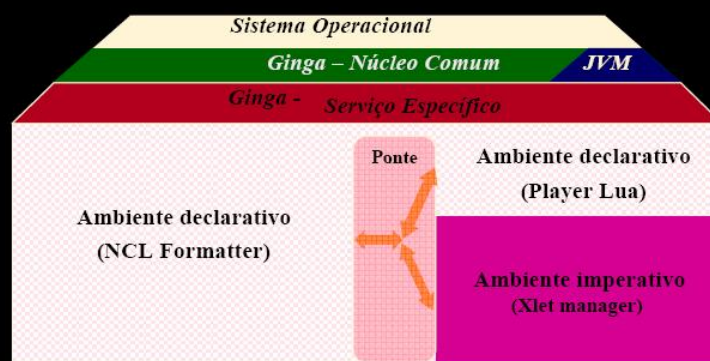 Sistema Operacional
Ginga – Núcleo Comum
JVM
Ginga - Serviço Específico
Ponte
Ambiente declarativo
(Player Lua)
Ambiente declarativo
(NCL Formatter)
Ambiente imperativo
(Xlet manager)